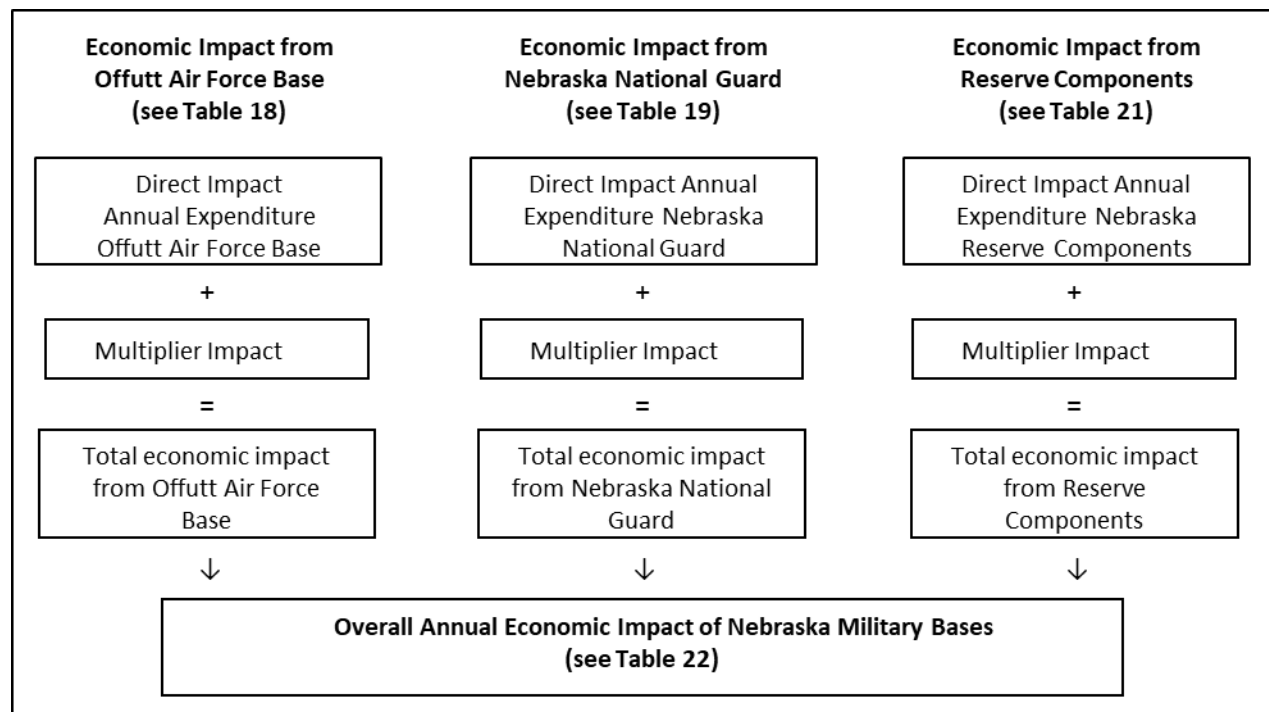 Economic Impact from
Offutt Air Force Base
(see Table 18)
Direct Impact
Annual Expenditure
Offutt Air Force Base
+
Multiplier Impact
=
Total economic impact
from Offutt Air Force
Base
↓
Economic Impact from
Nebraska National Guard
(see Table 19)
Direct Impact Annual
Expenditure Nebraska
National Guard
+
Multiplier Impact
=
Total economic impact
from Nebraska National
Guard
↓
Economic Impact from
Reserve Components
(see Table 21)
Direct Impact Annual
Expenditure Nebraska
Reserve Components
+
Multiplier Impact
=
Total economic impact
from Reserve
Components
↓
Overall Annual Economic Impact of Nebraska Military Bases
(see Table 22)